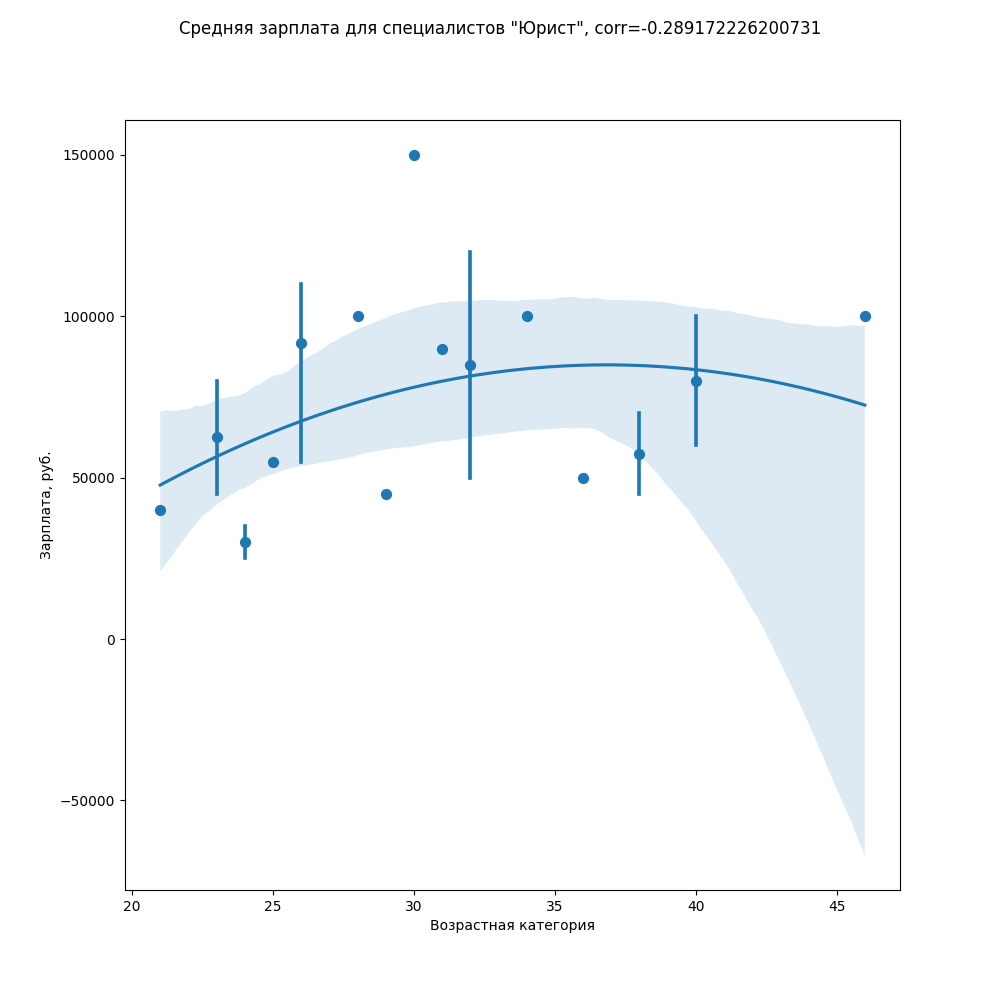 Средняя зарплата для специалистов "Юрист", corr=-0.289172226200731
150000
100000
50000
0
−50000
Зарплата, руб.
20 25 30 35 40 45
Возрастная категория